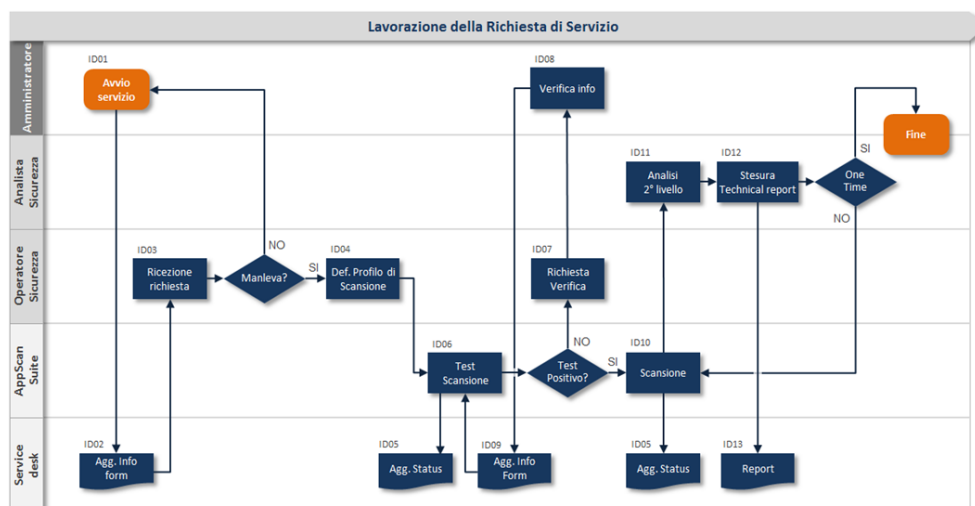 Lavorazione della Richiesta di Servizio
Amministratore
ID01
Avvio
servizio
ID08
Verifica info
Fine
Analista
Sicurezza
ID11
Analisi
2° livello
ID12
Stesura
Technical report
One
Time
SI
NO
Operatore
Sicurezza
ID03
Ricezione
richiesta
Manleva?
NO
SI
ID04
Def. Profilo di
Scansione
ID07
Richiesta
Verifica
AppScan
Suite
ID06
Test
Scansione
Test
Positivo?
NO
SI
ID10
Scansione
Service
desk
ID02
Agg. Info
form
ID05
Agg. Status
ID09
Agg. Info
Form
ID05
Agg. Status
ID13
Report